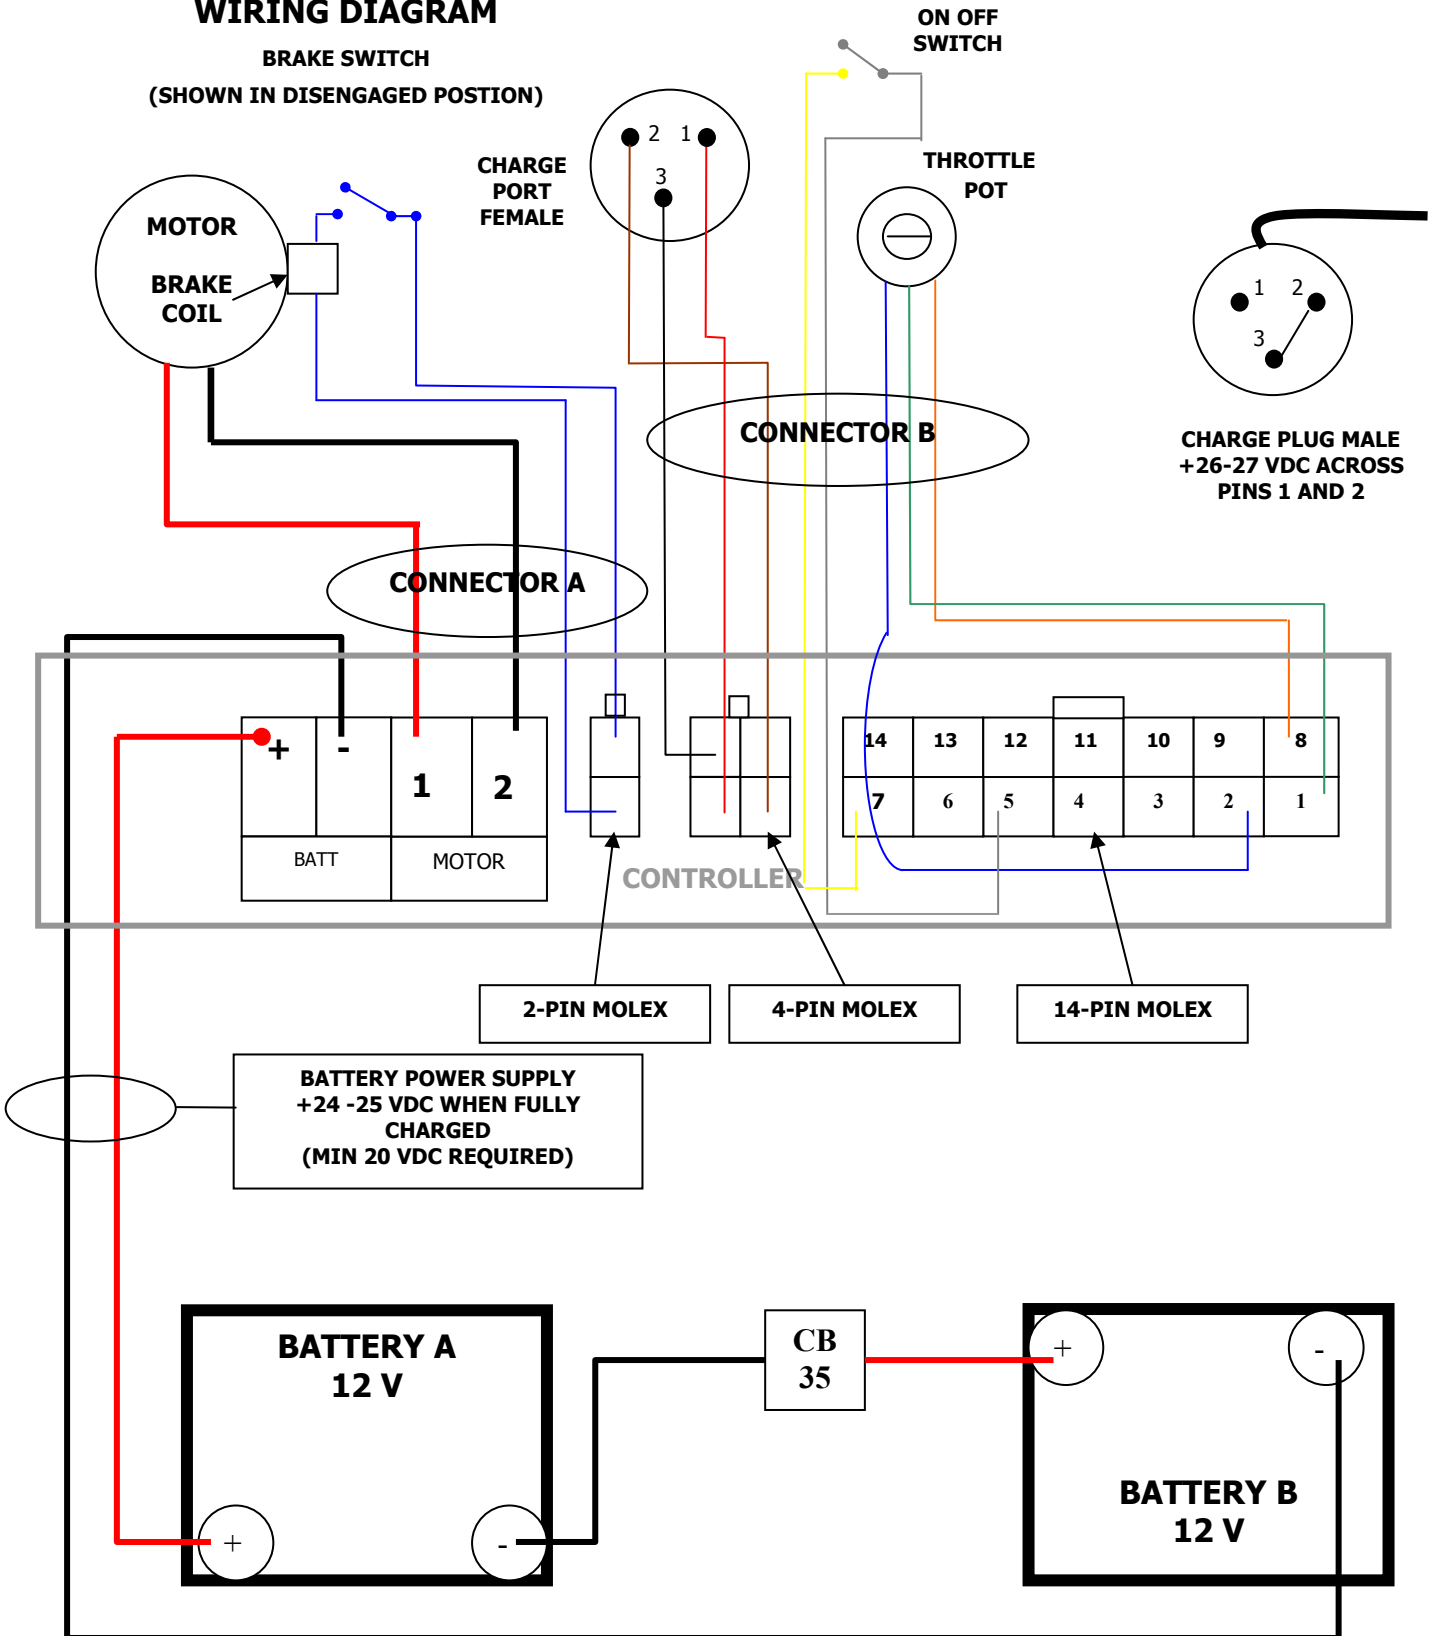 WIRING DIAGRAM
BRAKE SWITCH
(SHOWN IN DISENGAGED POSTION)
ON OFF
SWITCH
2 1
3
CHARGE
PORT
FEMALE
THROTTLE
POT
MOTOR
BRAKE
COIL
1 2
3
CHARGE PLUG MALE
+26-27 VDC ACROSS
PINS 1 AND 2
CONNECTOR B
CONNECTOR A
+ - 1 2
BATT MOTOR
14 13 12 11 10 9 8
7 6 5 4 3 2 1
CONTROLLER
2-PIN MOLEX
4-PIN MOLEX
14-PIN MOLEX
BATTERY POWER SUPPLY
+24 -25 VDC WHEN FULLY
CHARGED
(MIN 20 VDC REQUIRED)
BATTERY A
12 V
+ -
CB
35
+ -
BATTERY B
12 V